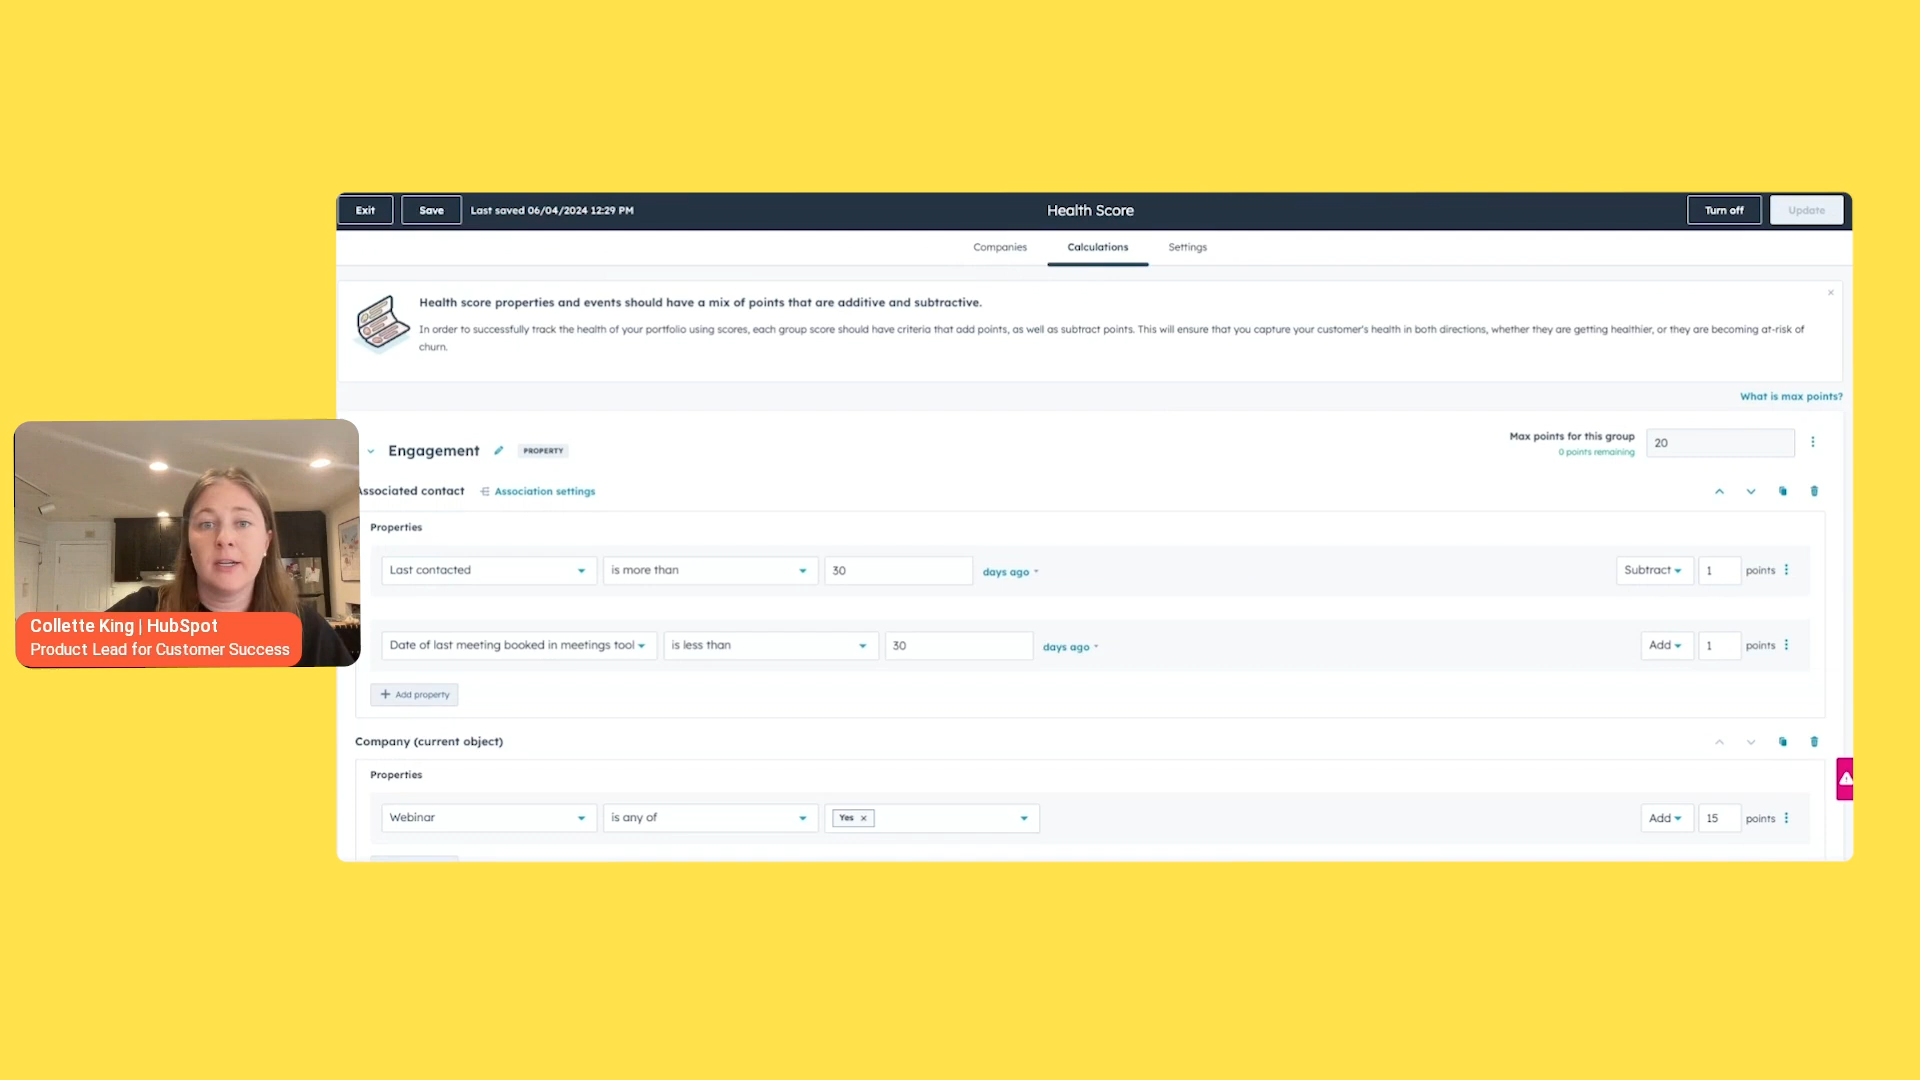 Exit
Save
Last saved 06/04/2024 12:29 PM
Health Score
Turn off
Update
Companies
Calculations
Settings
Health score properties and events should have a mix of points that are additive and subtractive.
In order to successfully track the health of your portfolio using scores, each group score should have criteria that add points, as well as subtract points. This will ensure that you capture your customer's health in both directions, whether they are getting healthier, or they are becoming at-risk of
churn.
What is max points?
Engagement
PROPERTY
Max points for this group
0 points remaining
20
ssociated contact
Association settings
Properties
Last contacted
is more than
30
days ago
Subtract
1
points
Date of last meeting booked in meetings tool
is less than
30
days ago
Add
1
points
+ Add property
Company (current object)
Properties
Webinar
is any of
Yes ×
Add
15
points
Collette King | HubSpot
Product Lead for Customer Success